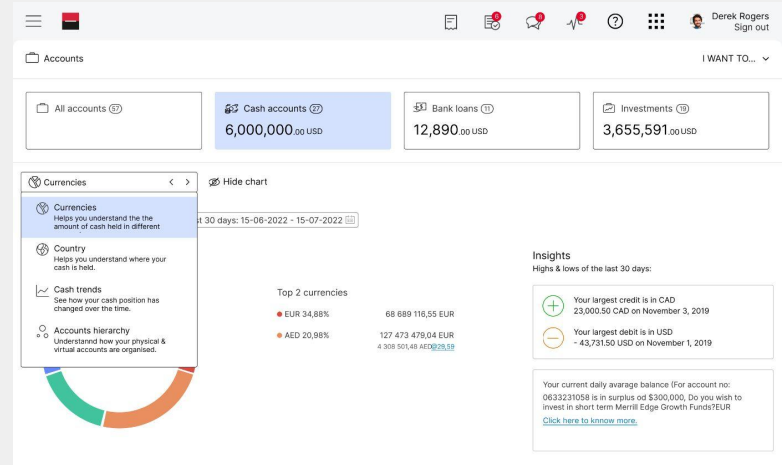 6
8
3
Derek Rogers
Sign out
Accounts
I WANT TO...
All accounts 57
Cash accounts 27
6,000,000.00 USD
Bank loans 11
12,890.00 USD
Investments 19
3,655,591.00 USD
Currencies
Hide chart
Currencies
Helps you understand the the
amount of cash held in different
st 30 days: 15-06-2022 - 15-07-2022
Country
Helps you understand where your
cash is held.
Cash trends
See how your cash position has
changed over the time.
Accounts hierarchy
Understannd how your physical &
virtual accounts are organised.
Top 2 currencies
EUR 34,88%
68 689 116,55 EUR
AED 20,98%
127 473 479,04 EUR
4 308 501,48 AED@29,59
Insights
Highs & lows of the last 30 days:
Your largest credit is in CAD
23,000.50 CAD on November 3, 2019
Your largest debit is in USD
- 43,731.50 USD on November 1, 2019
Your current daily avarage balance (For account no:
0633231058 is in surplus od $300,000, Do you wish to
invest in short term Merrill Edge Growth Funds?EUR
Click here to knnow more.